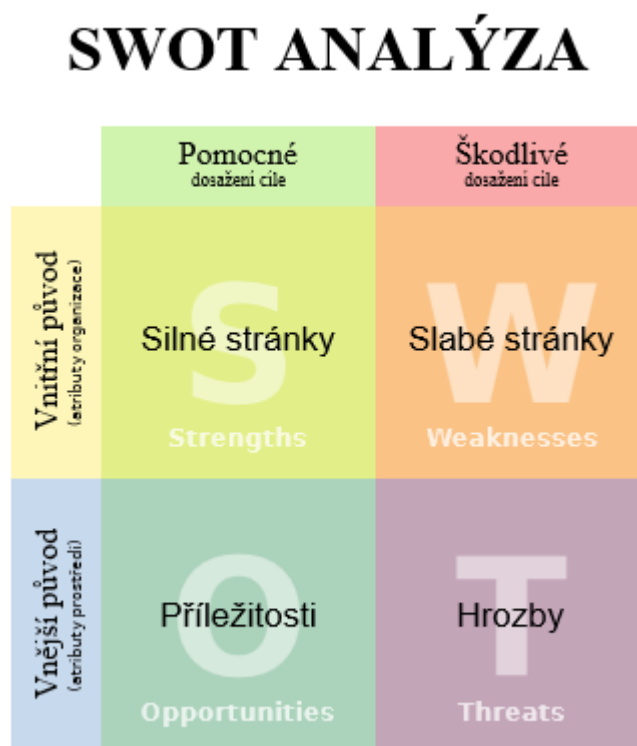 SWOT ANALÝZA
Pomocné
dosažení cíle
Škodlivé
dosažení cíle
Vnitřní původ
(atributy organizace)
S
Silné stránky
Strengths
W
Slabé stránky
Weaknesses
Vnější původ
(atributy prostředí)
O
Příležitosti
Opportunities
T
Hrozby
Threats